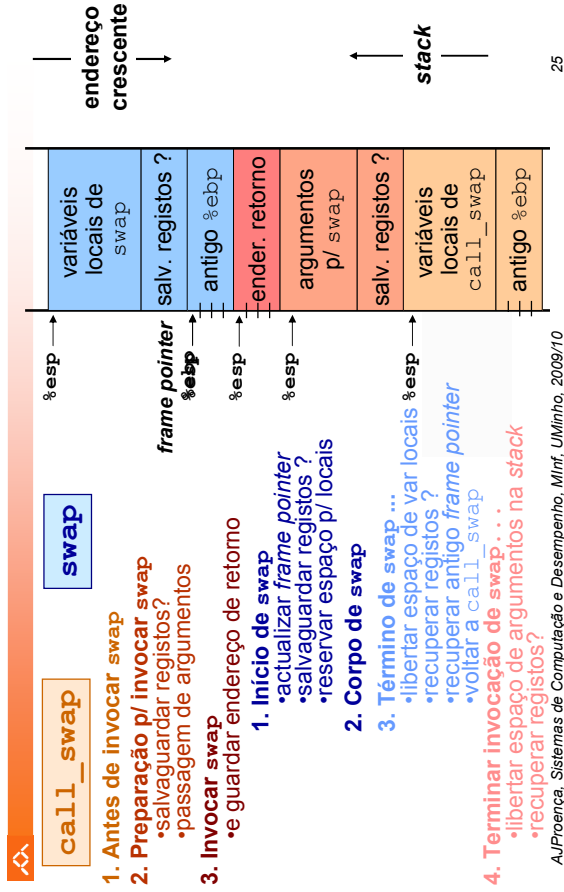 call_swap
swap
1. Antes de invocar swap
2. Preparação p/ invocar swap
•salvaguardar registos?
•passagem de argumentos
3. Invocar swap
•e guardar endereço de retorno
1. Início de swap
•actualizar frame pointer
•salvaguardar registos ?
•reservar espaço p/ locais
2. Corpo de swap
3. Término de swap ...
•libertar espaço de var locais
•recuperar registos ?
•recuperar antigo frame pointer
•voltar a call_swap
4. Terminar invocação de swap . . .
•libertar espaço de argumentos na stack
•recuperar registos?
%esp
frame pointer
%esp
%esp
%esp
%esp
variáveis
locais de
swap
salv. registos ?
antigo %ebp
ender. retorno
argumentos
p/ swap
salv. registos ?
variáveis
locais de
call_swap
antigo %ebp
endereço
crescente
stack
AJProença, Sistemas de Computação e Desempenho, MInf, UMinho, 2009/10
25